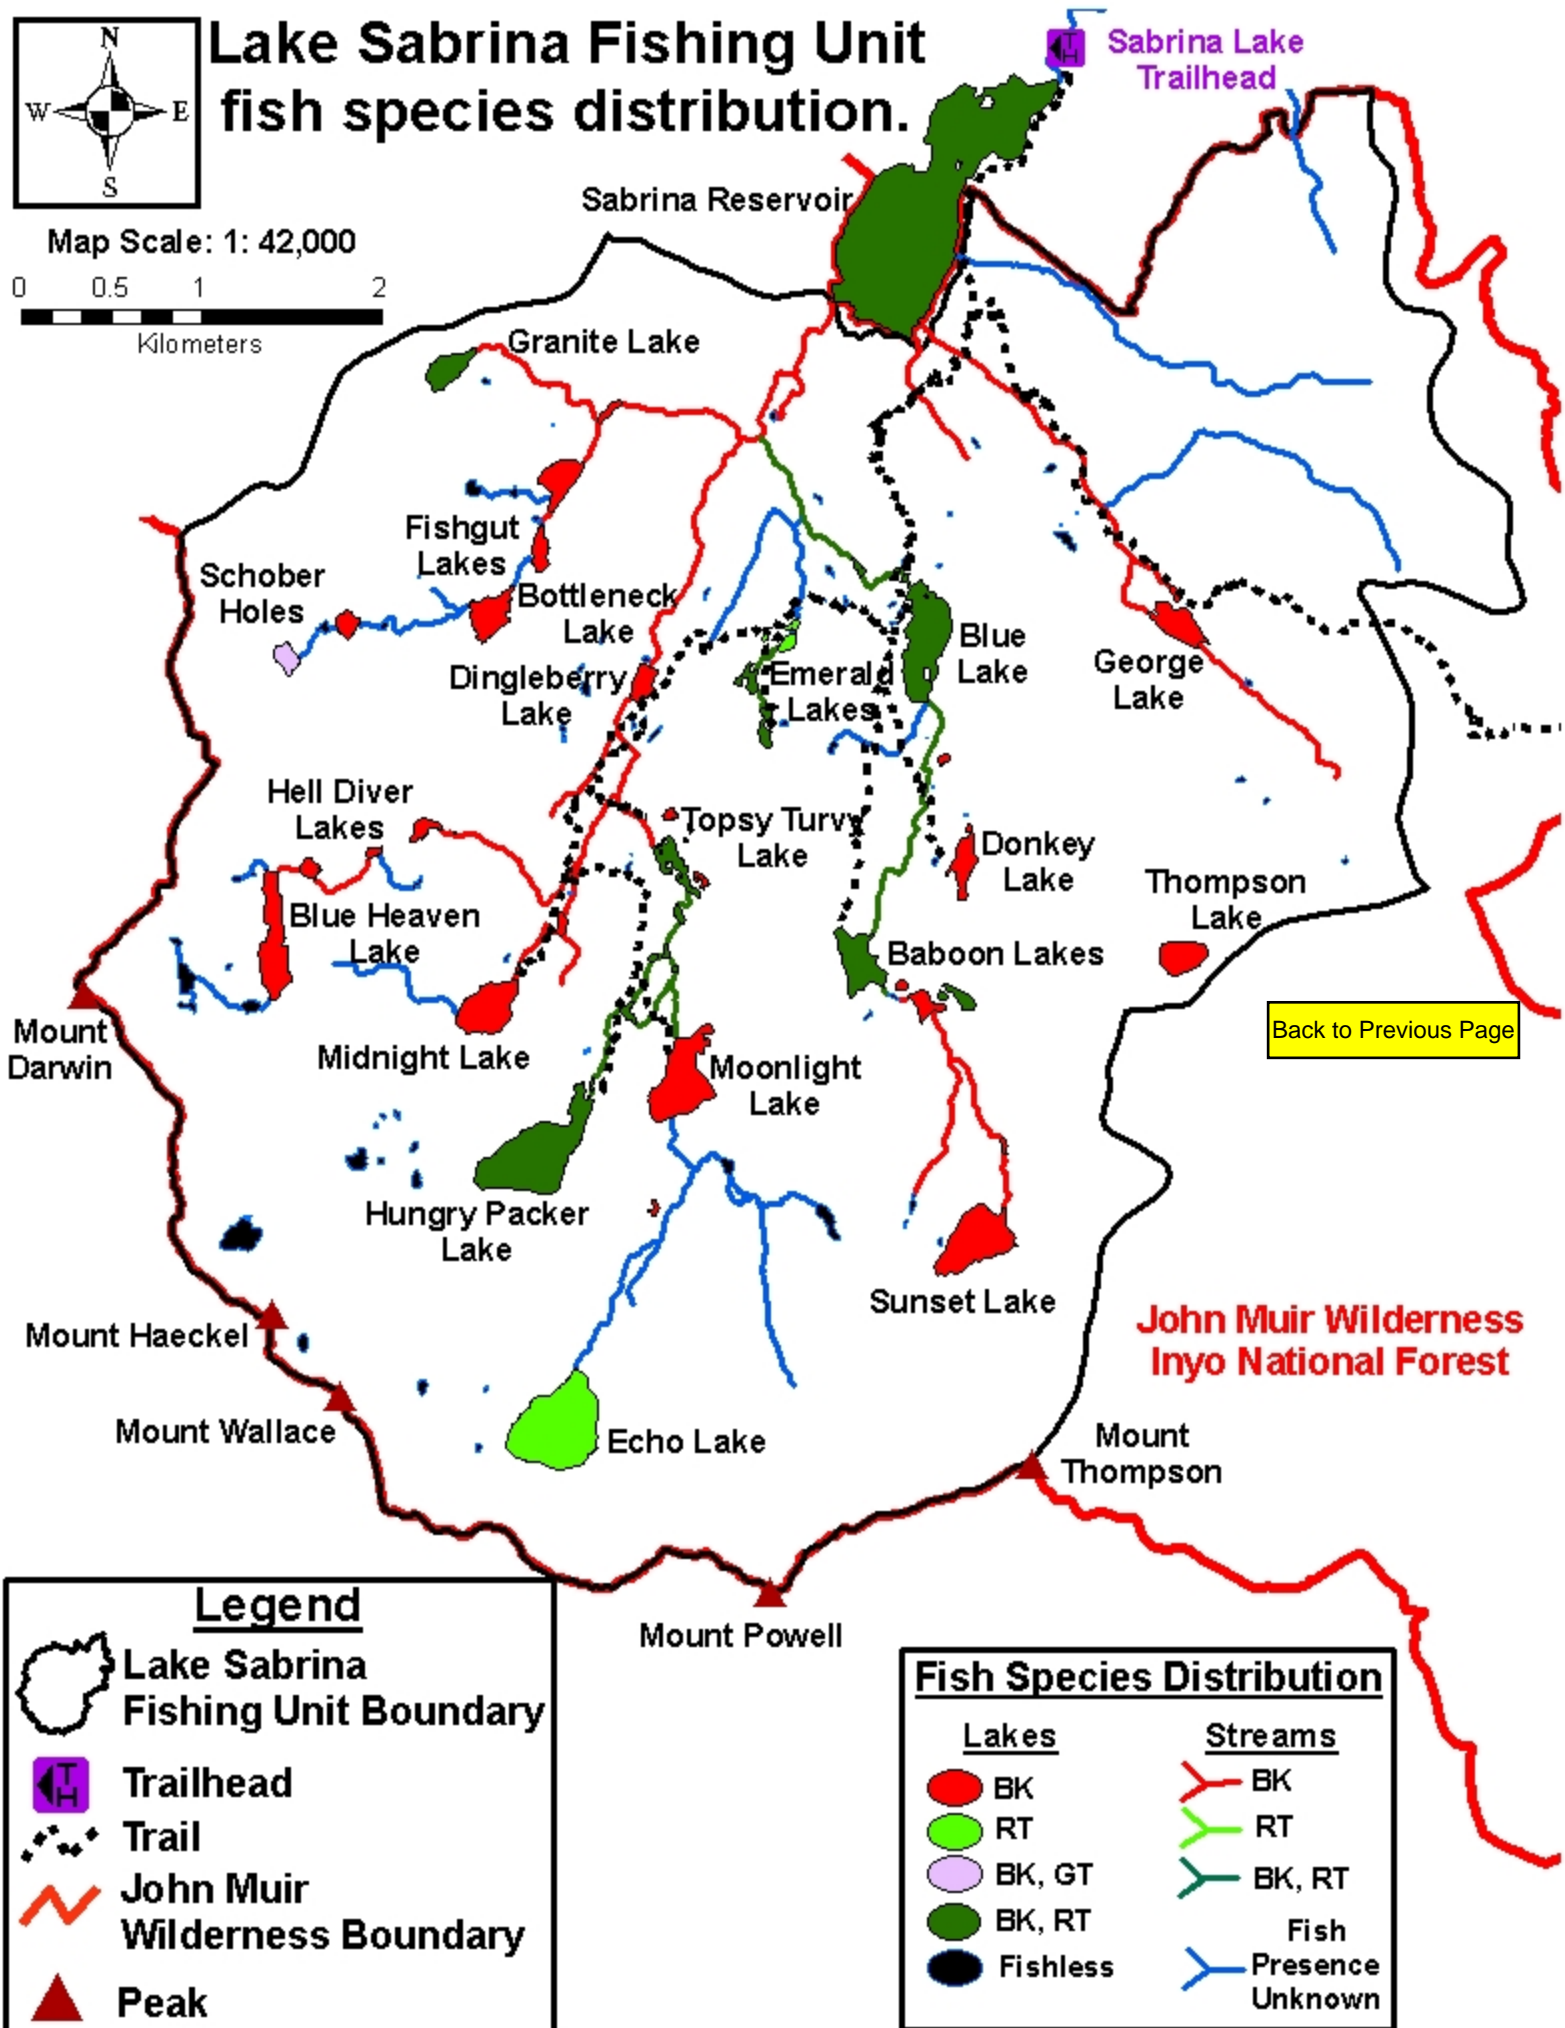 Lake Sabrina Fishing Unit
fish species distribution.
N
W
E
S
Map Scale: 1: 42,000
0 0.5 1 2
Kilometers
TH
Sabrina Lake
Trailhead
Sabrina Reservoir
Granite Lake
Fishgut
Lakes
Schober
Holes
Bottleneck
Lake
Dingleberry
Lake
Emerald
Lakes
Blue
Lake
George
Lake
Hell Diver
Lakes
Topsy Turvy
Lake
Donkey
Lake
Thompson
Lake
Blue Heaven
Lake
Baboon Lakes
Back to Previous Page
Mount
Darwin
Midnight Lake
Moonlight
Lake
Hungry Packer
Lake
Sunset Lake
Mount Haeckel
John Muir Wilderness
Inyo National Forest
Mount Wallace
Echo Lake
Mount
Thompson
Mount Powell
Legend
Lake Sabrina
Fishing Unit Boundary
TH
Trailhead
Trail
John Muir
Wilderness Boundary
Peak
Fish Species Distribution
Lakes
BK
RT
BK, GT
BK, RT
Fishless
Streams
BK
RT
BK, RT
Fish
Presence
Unknown